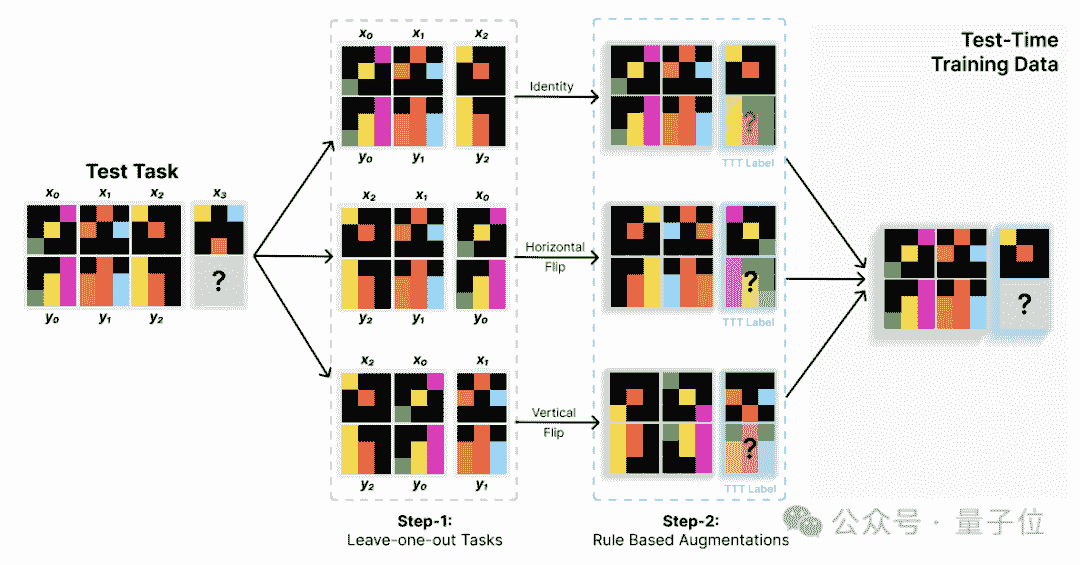 Test-Time
Training Data
Test Task
x₀ x₁ x₂ x₃
?
y₀ y₁ y₂
x₀ x₁ x₂
y₀ y₁ y₂
x₂ x₁ x₀
y₂ y₁ y₀
x₂ x₀ x₁
y₂ y₀ y₁
Step-1:
Leave-one-out Tasks
Identity
Horizontal
Flip
Vertical
Flip
?
TTT Label
?
TTT Label
?
TTT Label
Step-2:
Rule Based Augmentations
?
公众号 · 量子位